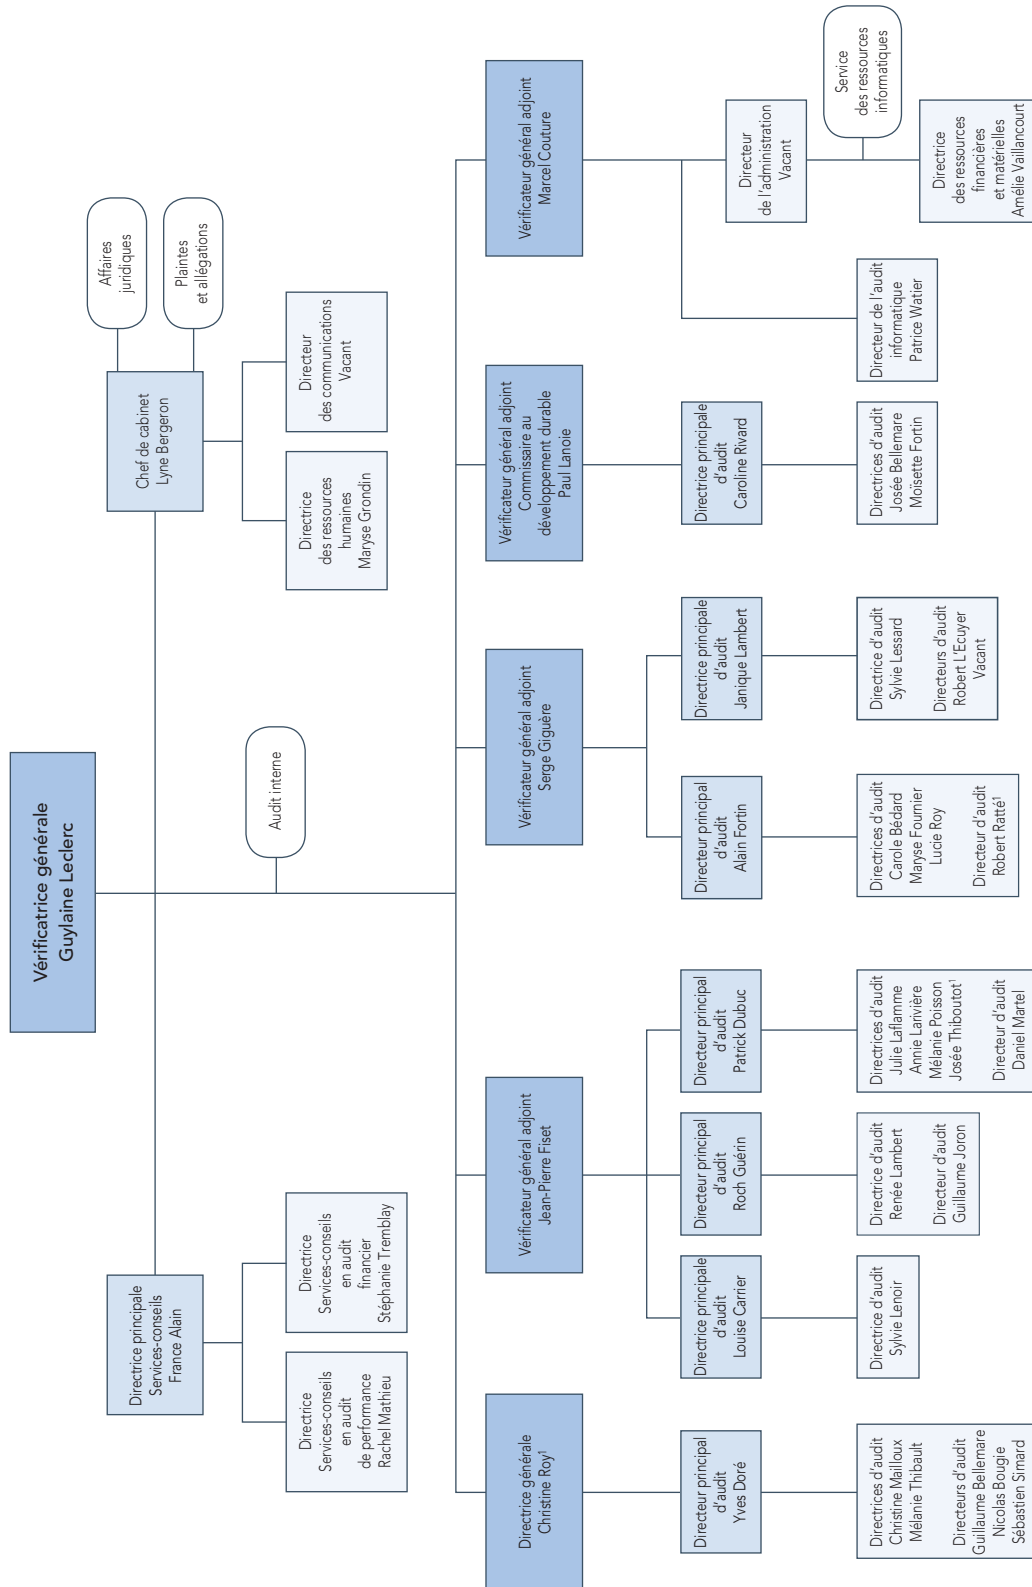 Vérificatrice générale
Guylaine Leclerc
Directrice principale
Services-conseils
France Alain
Chef de cabinet
Lyne Bergeron
Affaires
juridiques
Plaintes
et allégations
Audit interne
Directrice
Services-conseils
en audit
de performance
Rachel Mathieu
Directrice
Services-conseils
en audit
financier
Stéphanie Tremblay
Directrice
des ressources
humaines
Maryse Grondin
Directeur
des communications
Vacant
Directrice générale
Christine Roy¹
Vérificateur général adjoint
Jean-Pierre Fiset
Vérificateur général adjoint
Serge Giguère
Vérificateur général adjoint
Commissaire au
développement durable
Paul Lanoie
Vérificateur général adjoint
Marcel Couture
Directeur principal
d'audit
Yves Doré
Directrice principale
d'audit
Louise Carrier
Directeur principal
d'audit
Roch Guérin
Directeur principal
d'audit
Patrick Dubuc
Directeur principal
d'audit
Alain Fortin
Directrice principale
d'audit
Janique Lambert
Directrice principale
d'audit
Caroline Rivard
Directeur
de l'administration
Vacant
Service
des ressources
informatiques
Directrices d'audit
Christine Mailloux
Mélanie Thibault
Directeurs d'audit
Guillaume Bellemare
Nicolas Bougie
Sébastien Simard
Directrice d'audit
Sylvie Lenoir
Directrice d'audit
Renée Lambert
Directeur d'audit
Guillaume Joron
Directrices d'audit
Julie Laflamme
Annie Larivière
Mélanie Poisson
Josée Thiboutot¹
Directeur d'audit
Daniel Martel
Directrices d'audit
Carole Bédard
Maryse Fournier
Lucie Roy
Directeur d'audit
Robert Ratté¹
Directrice d'audit
Sylvie Lessard
Directeurs d'audit
Robert L'Ecuyer
Vacant
Directrices d'audit
Josée Bellemare
Moïsette Fortin
Directeur de l'audit
informatique
Patrice Watier
Directrice
des ressources
financières
et matérielles
Amélie Vaillancourt